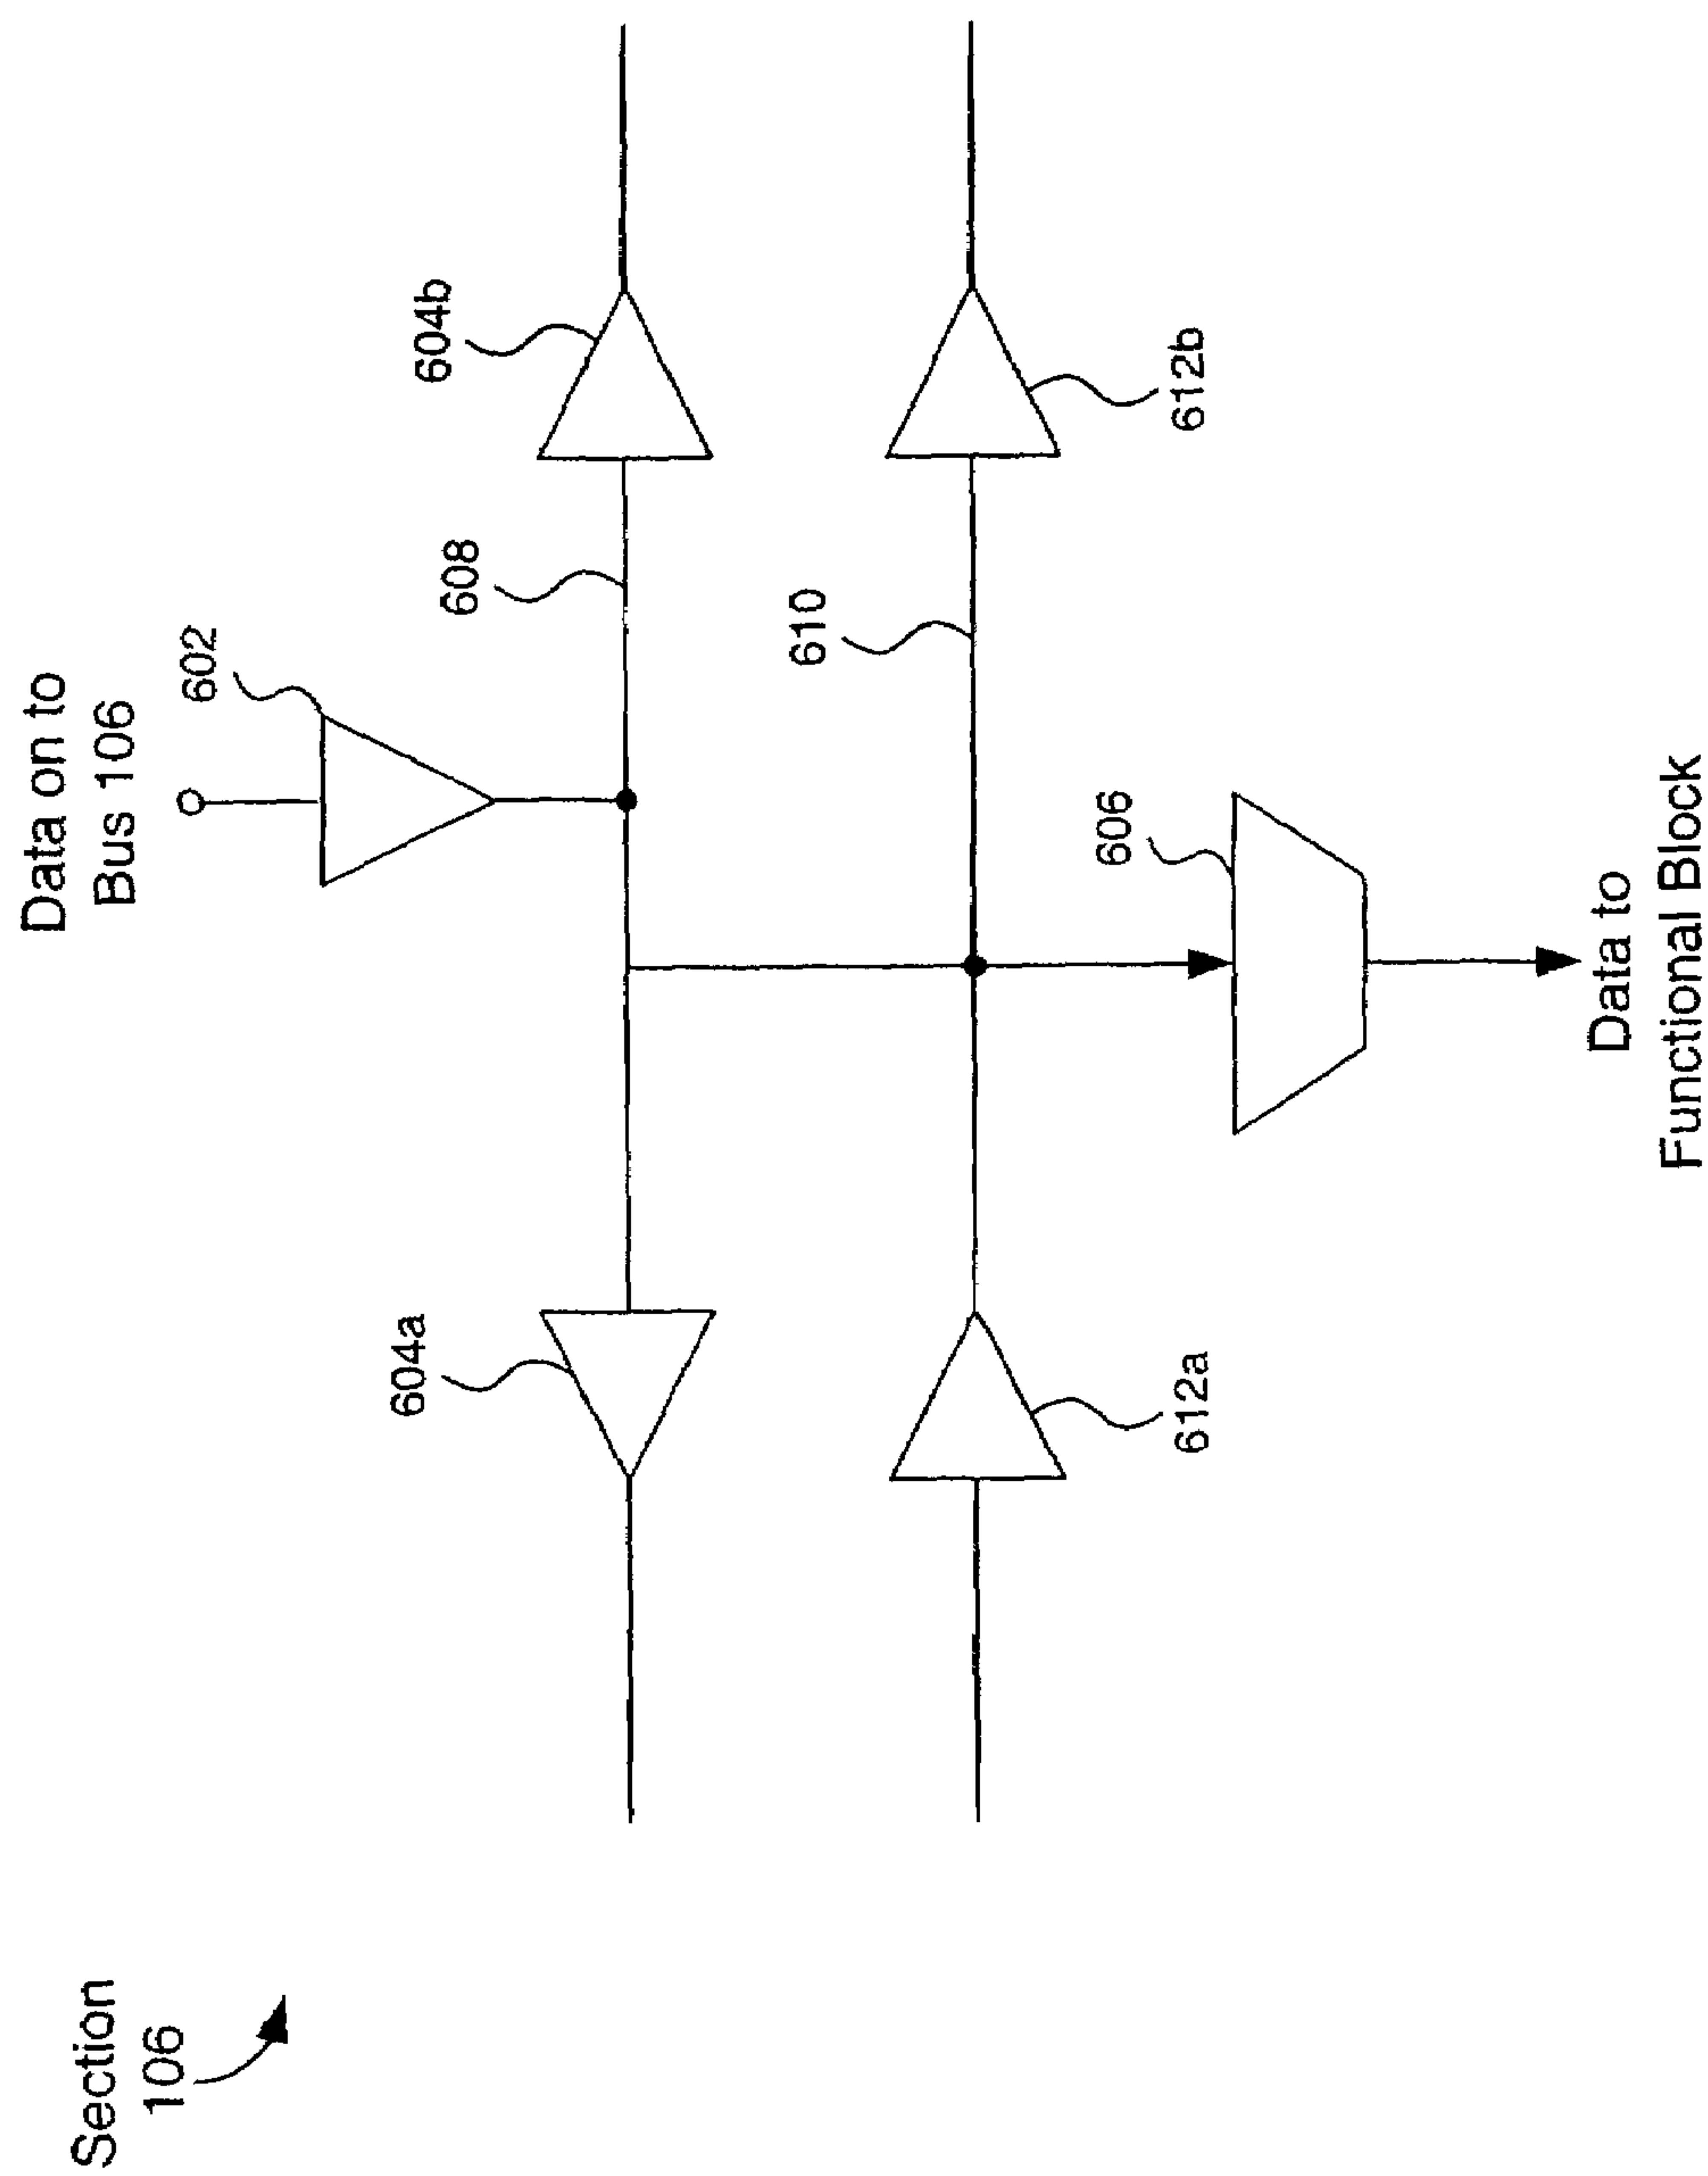 Section
106
Data on to
Bus 106
602
604a
608
604b
610
612a
606
612b
Data to
Functional Block